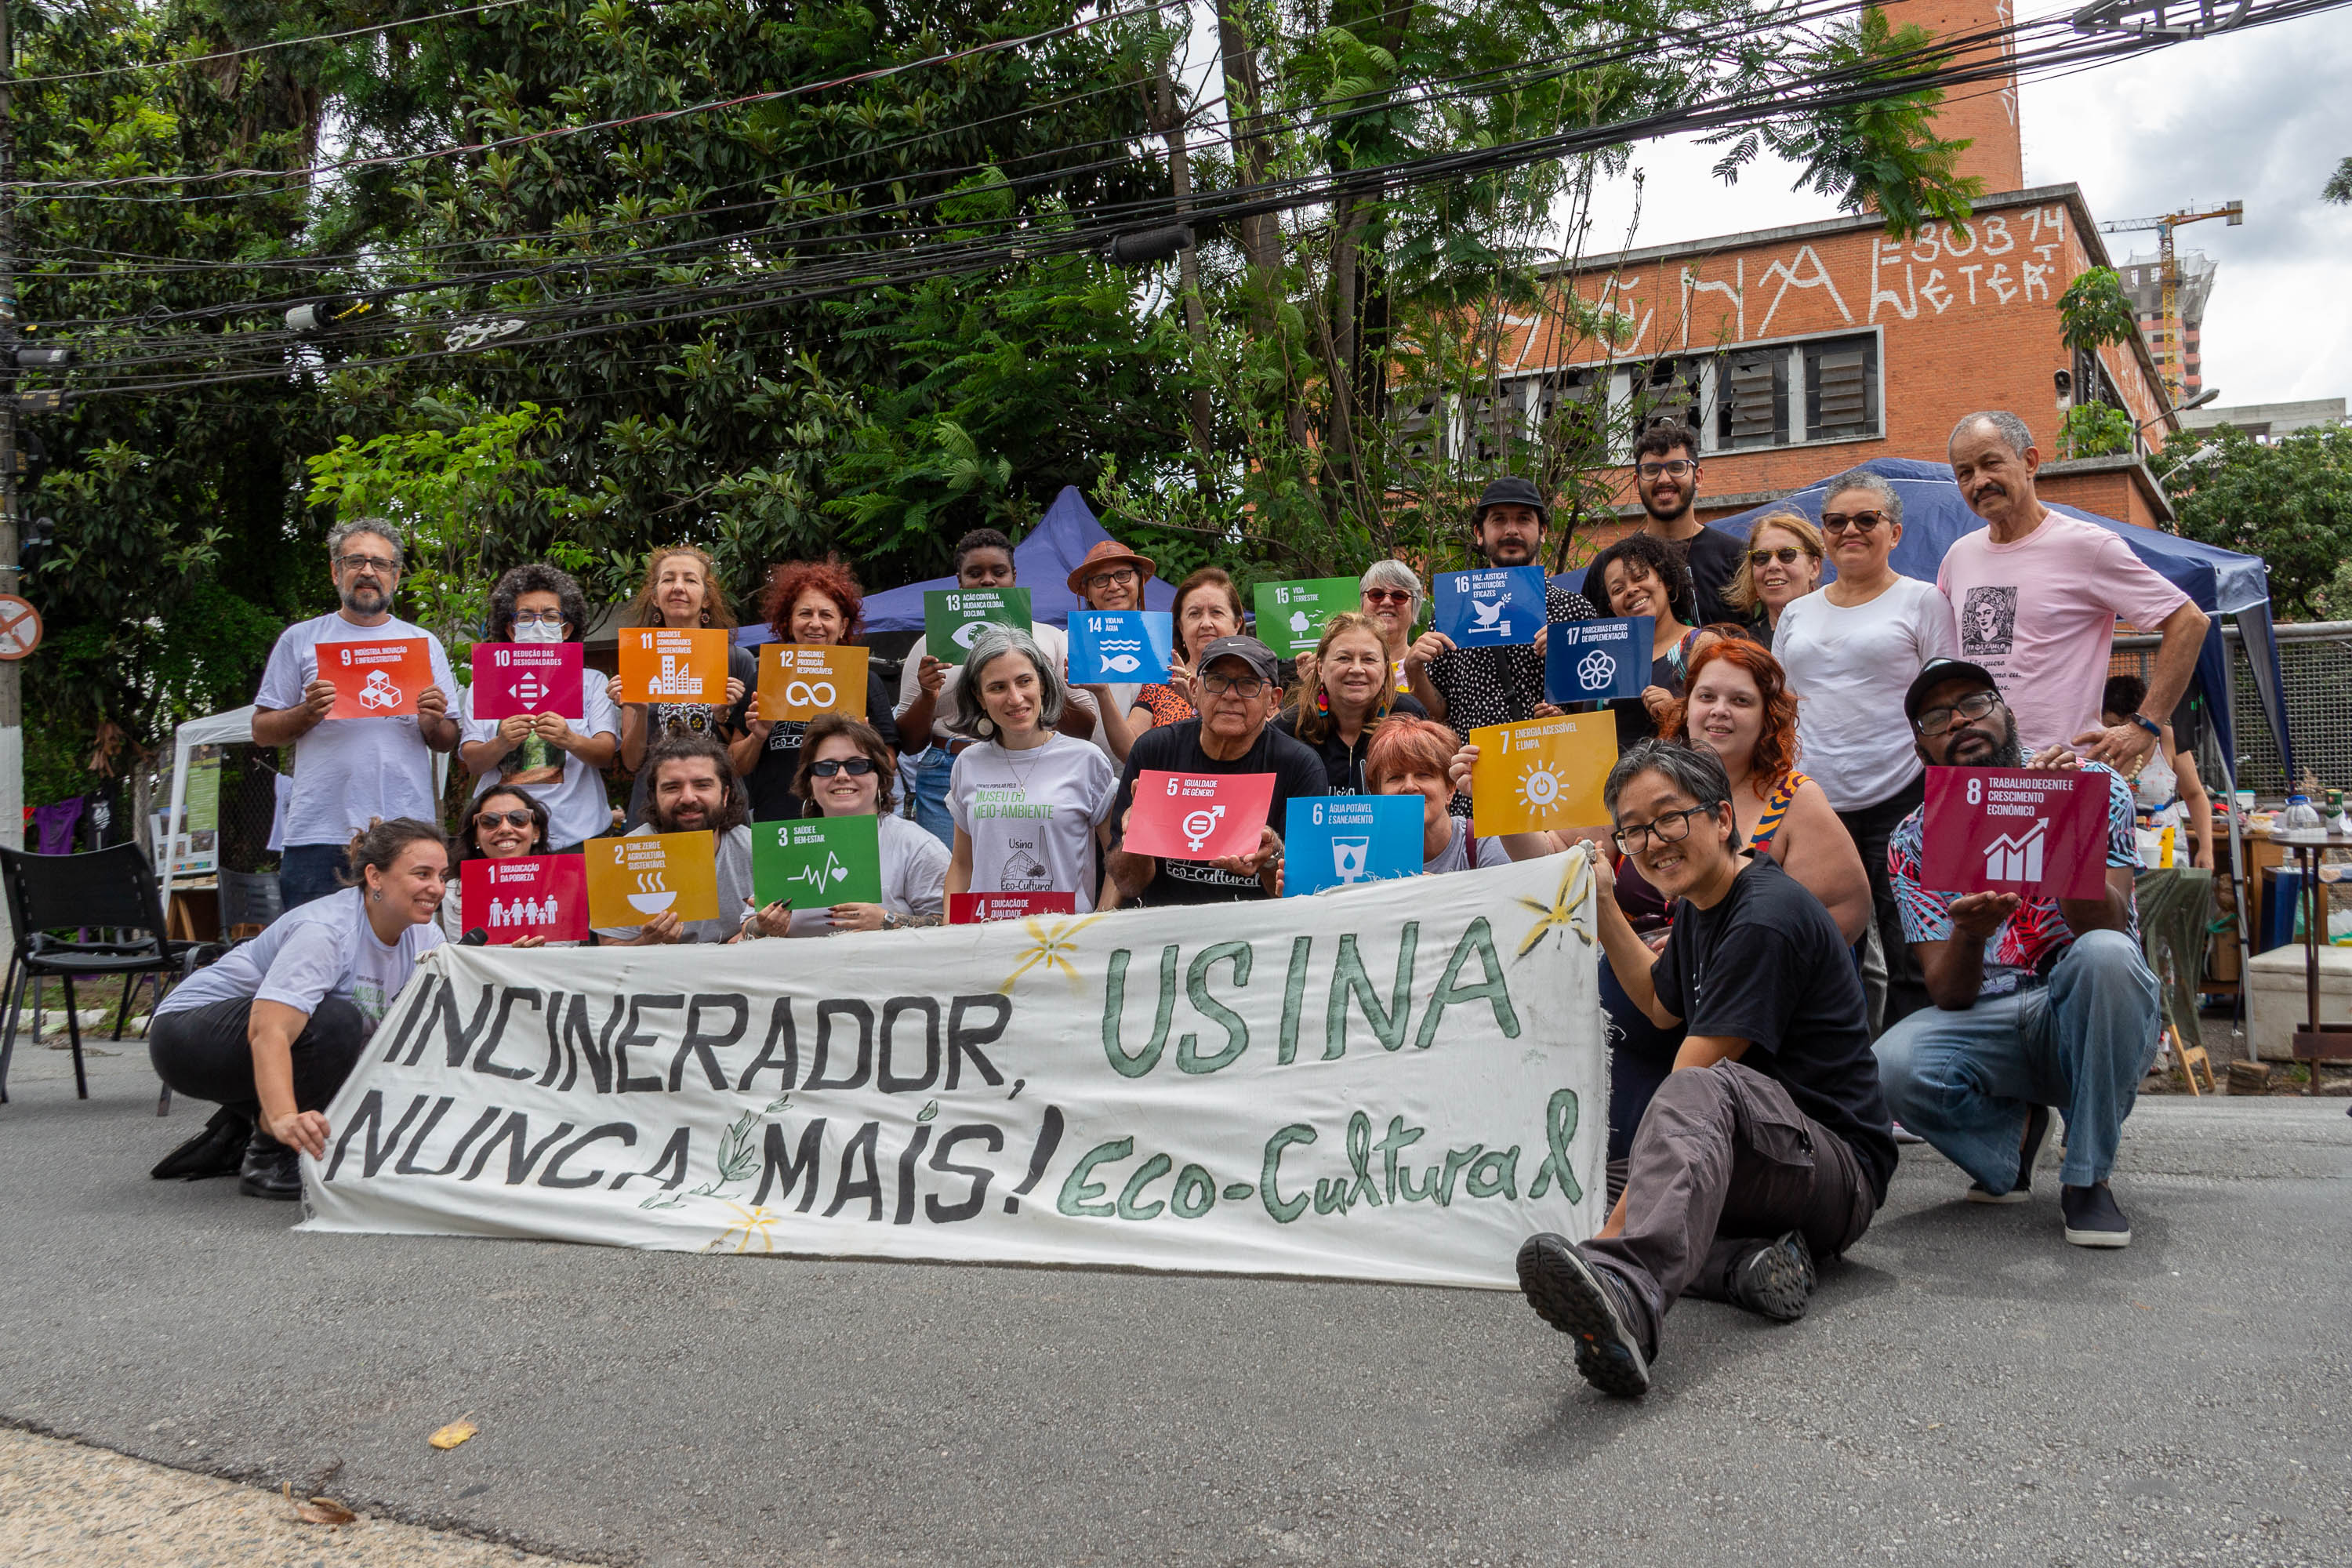 =30B 74
WETER
13 AÇÃO CONTRA A
MUDANÇA GLOBAL
DO CLIMA
14 VIDA NA
ÁGUA
15 VIDA
TERRESTRE
16 PAZ, JUSTIÇA E
INSTITUIÇÕES
EFICAZES
17 PARCERIAS E MEIOS
DE IMPLEMENTAÇÃO
9 INDÚSTRIA, INOVAÇÃO
E INFRAESTRUTURA
10 REDUÇÃO DAS
DESIGUALDADES
11 CIDADES E
COMUNIDADES
SUSTENTÁVEIS
12 CONSUMO E
PRODUÇÃO
RESPONSÁVEIS
ECO-C
MUSEU DO
MEIO-AMBIENTE
Usina
Eco-Cultural
Usina
Eco-Cultural
1 ERRADICAÇÃO
DA POBREZA
2 FOME ZERO E
AGRICULTURA
SUSTENTÁVEL
3 SAÚDE E
BEM-ESTAR
4 EDUCAÇÃO DE
QUALIDADE
5 IGUALDADE
DE GÊNERO
6 ÁGUA POTÁVEL
E SANEAMENTO
7 ENERGIA ACESSÍVEL
E LIMPA
8 TRABALHO DECENTE E
CRESCIMENTO
ECONÔMICO
INCINERADOR,
NUNCA MAIS!
USINA
Eco-Cultural